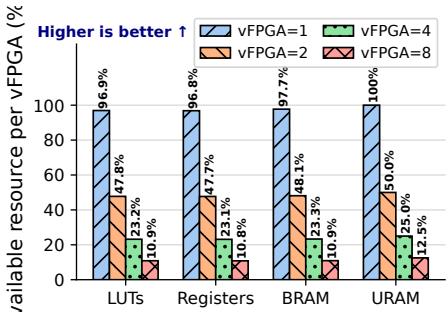 Higher is better ↑
vFPGA=1
vFPGA=2
vFPGA=4
vFPGA=8
resource per vFPGA (%
100
80
60
40
20
0
96.9%
47.8%
23.2%
10.9%
96.8%
47.7%
23.1%
10.8%
97.7%
48.1%
23.3%
10.9%
100%
50.0%
25.0%
12.5%
LUTs
Registers
BRAM
URAM